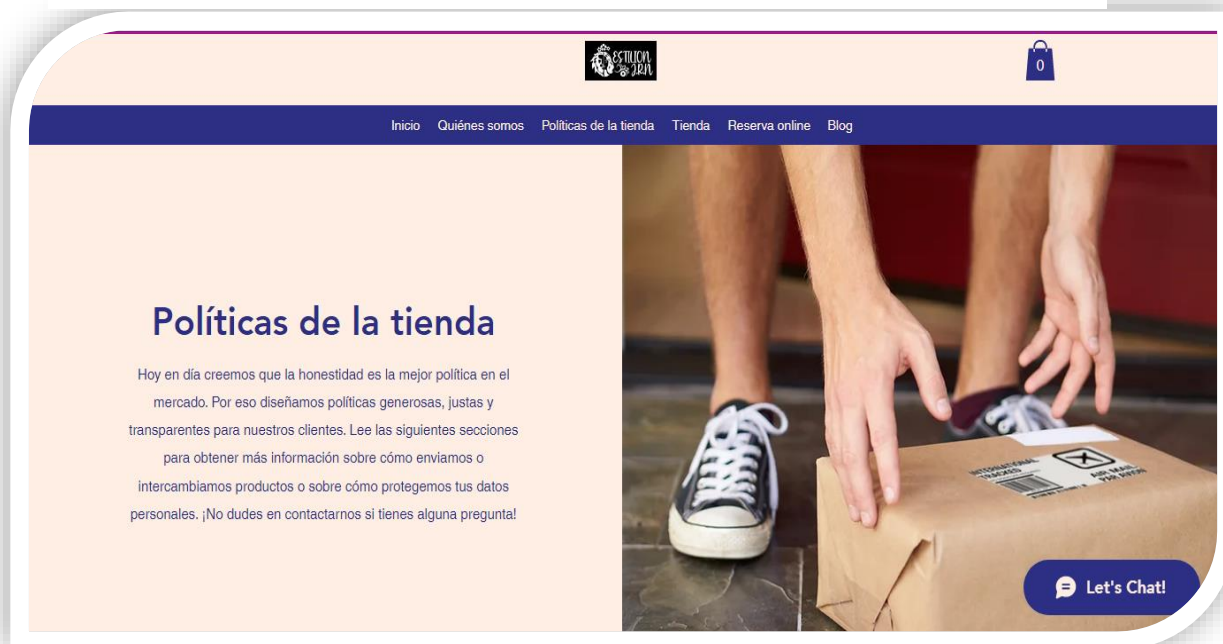 ESTILION
JRN
0
Inicio Quiénes somos Políticas de la tienda Tienda Reserva online Blog
Políticas de la tienda
Hoy en día creemos que la honestidad es la mejor política en el
mercado. Por eso diseñamos políticas generosas, justas y
transparentes para nuestros clientes. Lee las siguientes secciones
para obtener más información sobre cómo enviamos o
intercambiamos productos o sobre cómo protegemos tus datos
personales. ¡No dudes en contactarnos si tienes alguna pregunta!
INTERNATIONAL
TRACKED
AIR MAIL
PAR AVION
Let's Chat!